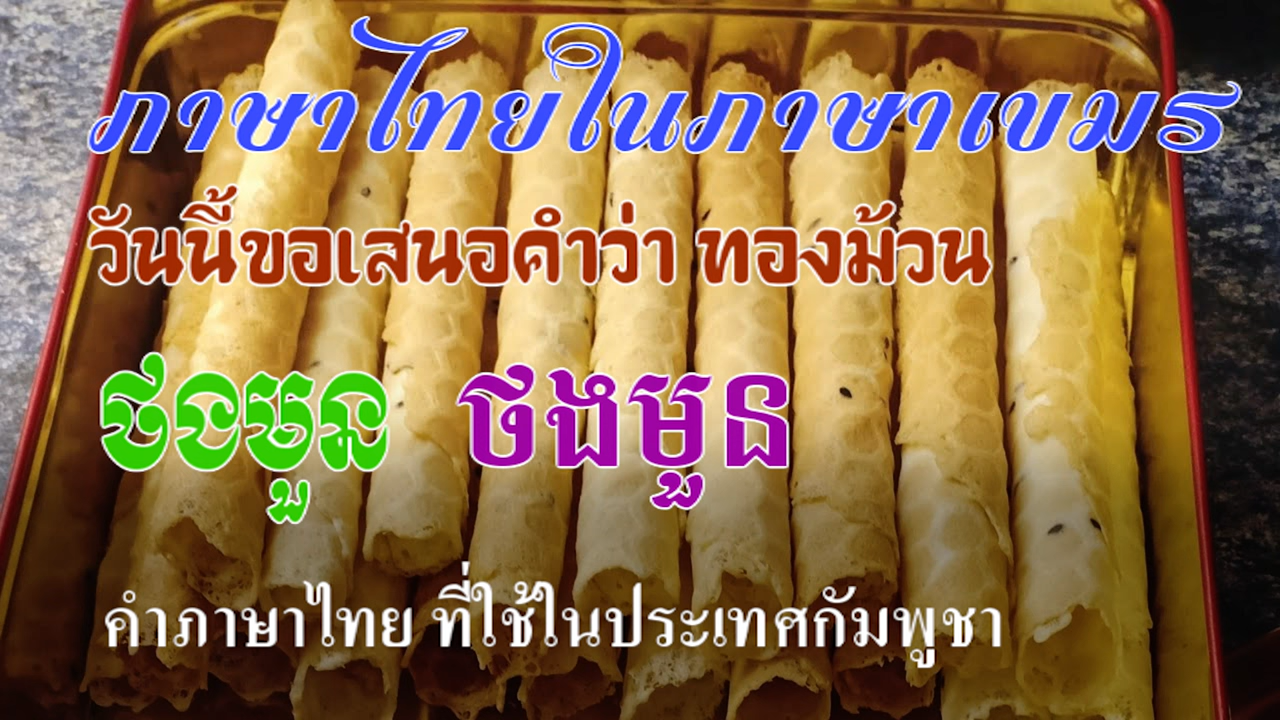 ภาษาไทยในภาษาเขมร
วันนี้ขอเสนอคำว่า ทองม้วน
ថងមួន ថងមួន
คำภาษาไทย ที่ใช้ในประเทศกัมพูชา